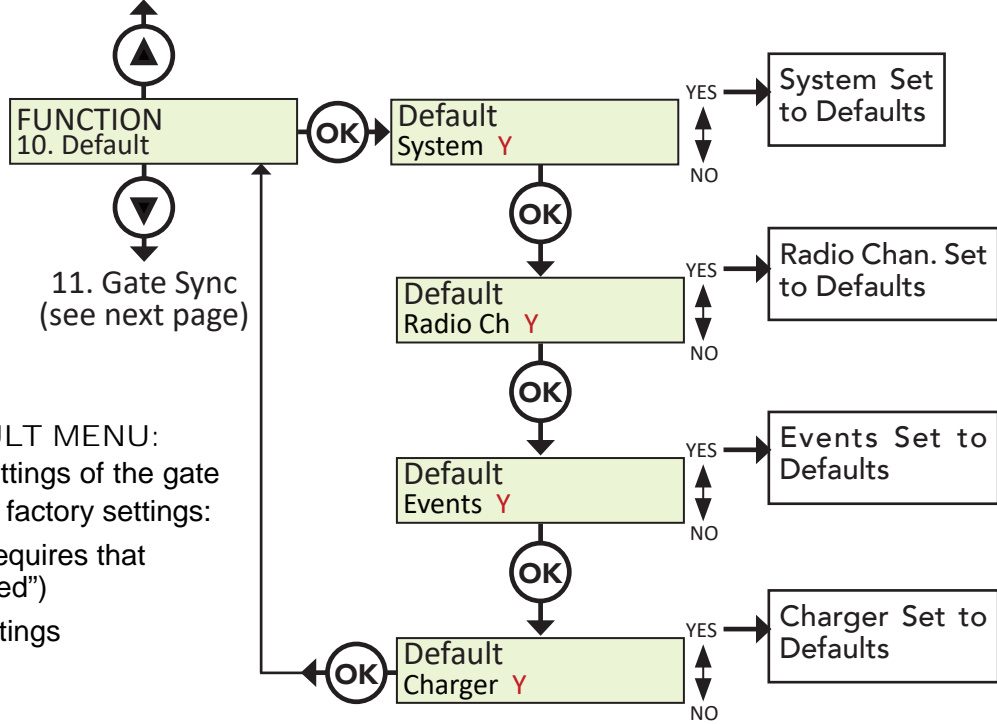 FUNCTION
10. Default
OK
Default
System Y
YES
NO
System Set
to Defaults
OK
11. Gate Sync
(see next page)
Default
Radio Ch Y
YES
NO
Radio Chan. Set
to Defaults
OK
ULT MENU:
ttings of the gate
factory settings:
equires that
ed”)
tings
Default
Events Y
YES
NO
Events Set to
Defaults
OK
Default
Charger Y
YES
NO
Charger Set to
Defaults
OK